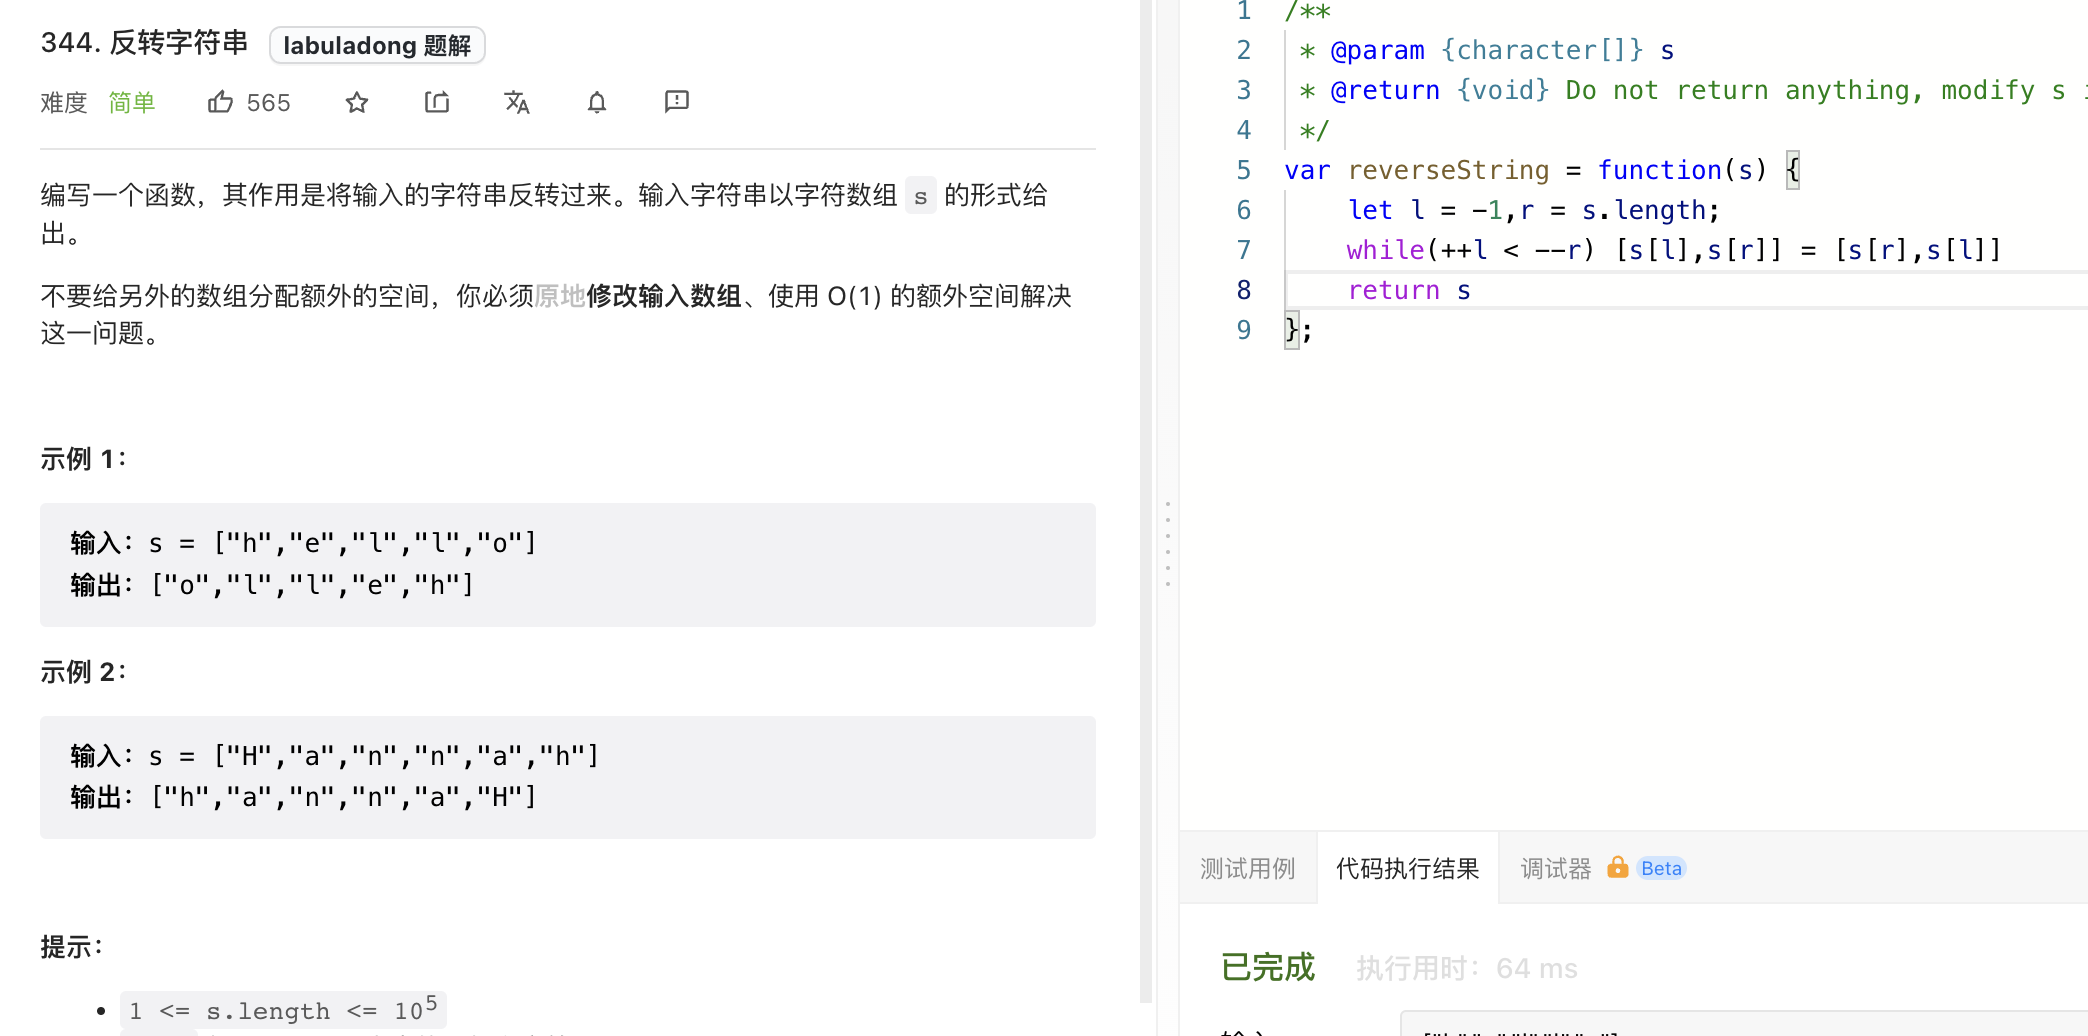 344. 反转字符串 labuladong 题解
难度 简单 565
编写一个函数，其作用是将输入的字符串反转过来。输入字符串以字符数组 s 的形式给
出。
不要给另外的数组分配额外的空间，你必须原地修改输入数组、使用 O(1) 的额外空间解决
这一问题。
示例 1：
输入：s = ["h","e","l","l","o"]
输出：["o","l","l","e","h"]
示例 2：
输入：s = ["H","a","n","n","a","h"]
输出：["h","a","n","n","a","H"]
提示：
1 <= s.length <= 10^5
1 /**
2 * @param {character[]} s
3 * @return {void} Do not return anything, modify s
4 */
5 var reverseString = function(s) {
6 let l = -1,r = s.length;
7 while(++l < --r) [s[l],s[r]] = [s[r],s[l]]
8 return s
9 };
测试用例 代码执行结果 调试器 Beta
已完成 执行用时：64 ms